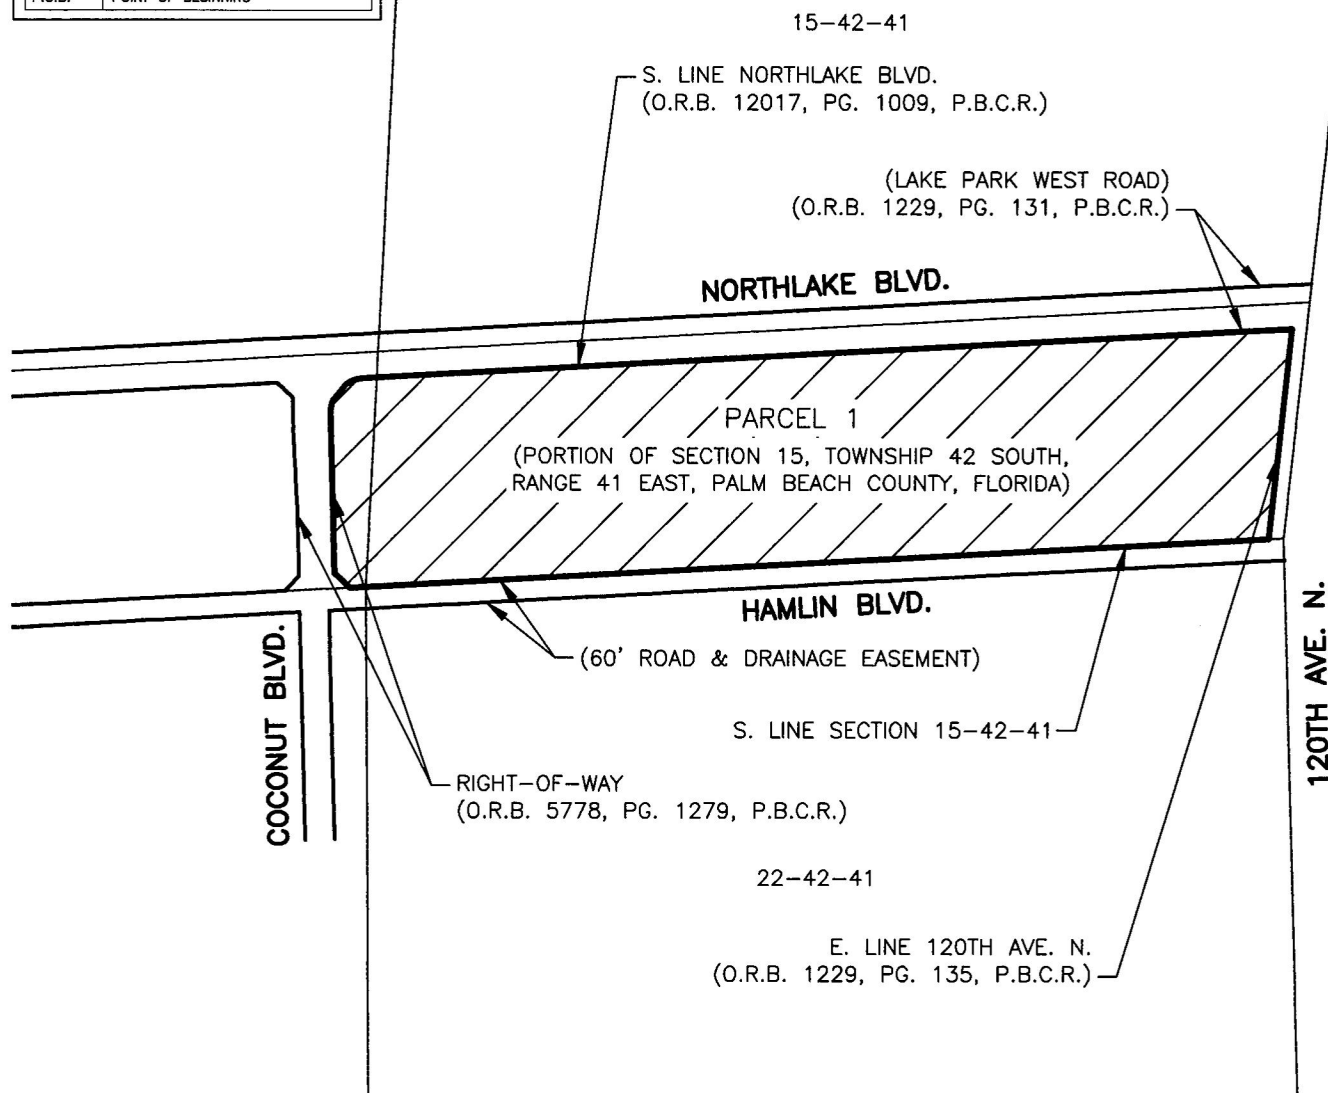 P.O.B. POINT OF BEGINNING
15-42-41
S. LINE NORTHLAKE BLVD.
(O.R.B. 12017, PG. 1009, P.B.C.R.)
(LAKE PARK WEST ROAD)
(O.R.B. 1229, PG. 131, P.B.C.R.)
NORTHLAKE BLVD.
PARCEL 1
(PORTION OF SECTION 15, TOWNSHIP 42 SOUTH,
RANGE 41 EAST, PALM BEACH COUNTY, FLORIDA)
HAMLIN BLVD.
(60' ROAD & DRAINAGE EASEMENT)
COCONUT BLVD.
120TH AVE. N.
S. LINE SECTION 15-42-41
RIGHT-OF-WAY
(O.R.B. 5778, PG. 1279, P.B.C.R.)
22-42-41
E. LINE 120TH AVE. N.
(O.R.B. 1229, PG. 135, P.B.C.R.)